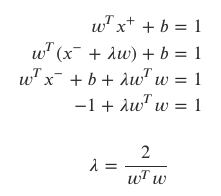 w^T x^+ + b = 1
w^T (x^- + λw) + b = 1
w^T x^- + b + λw^T w = 1
-1 + λw^T w = 1
λ = 2 / w^T w